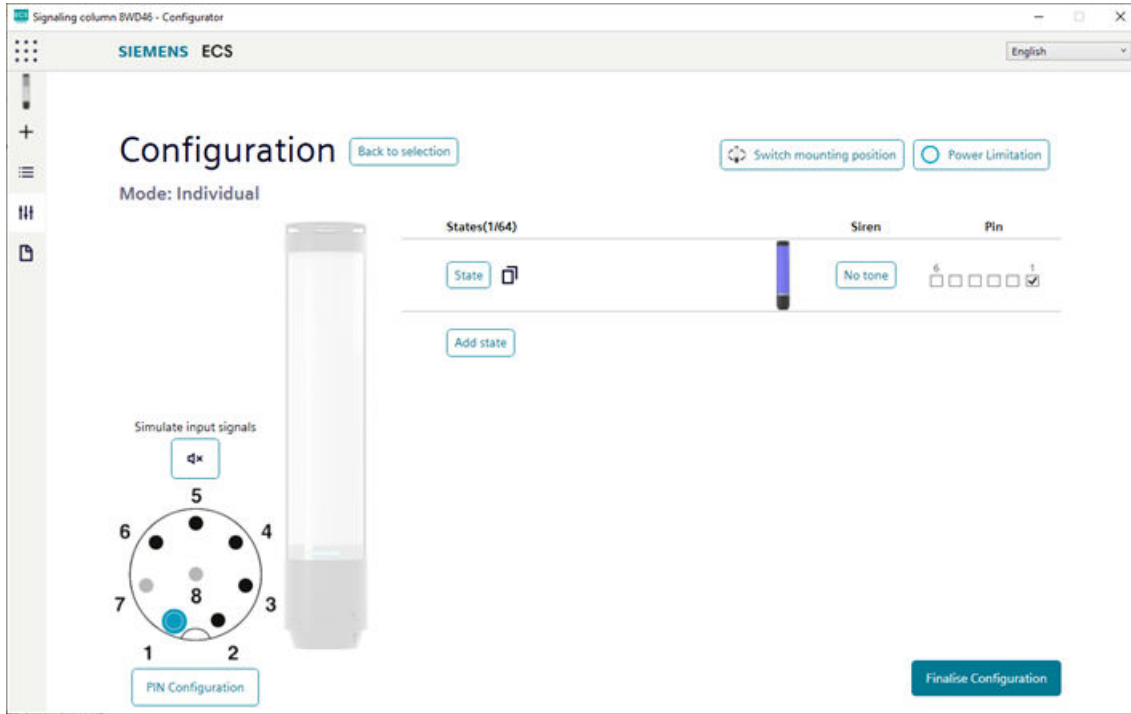 ECS Signaling column 8WD46 - Configurator
SIEMENS ECS
English
Configuration
Back to selection
Switch mounting position
Power Limitation
Mode: Individual
States(1/64)
Siren
Pin
State
No tone
6 1
Add state
Simulate input signals
5
6 4
8
7 3
1 2
PIN Configuration
Finalise Configuration